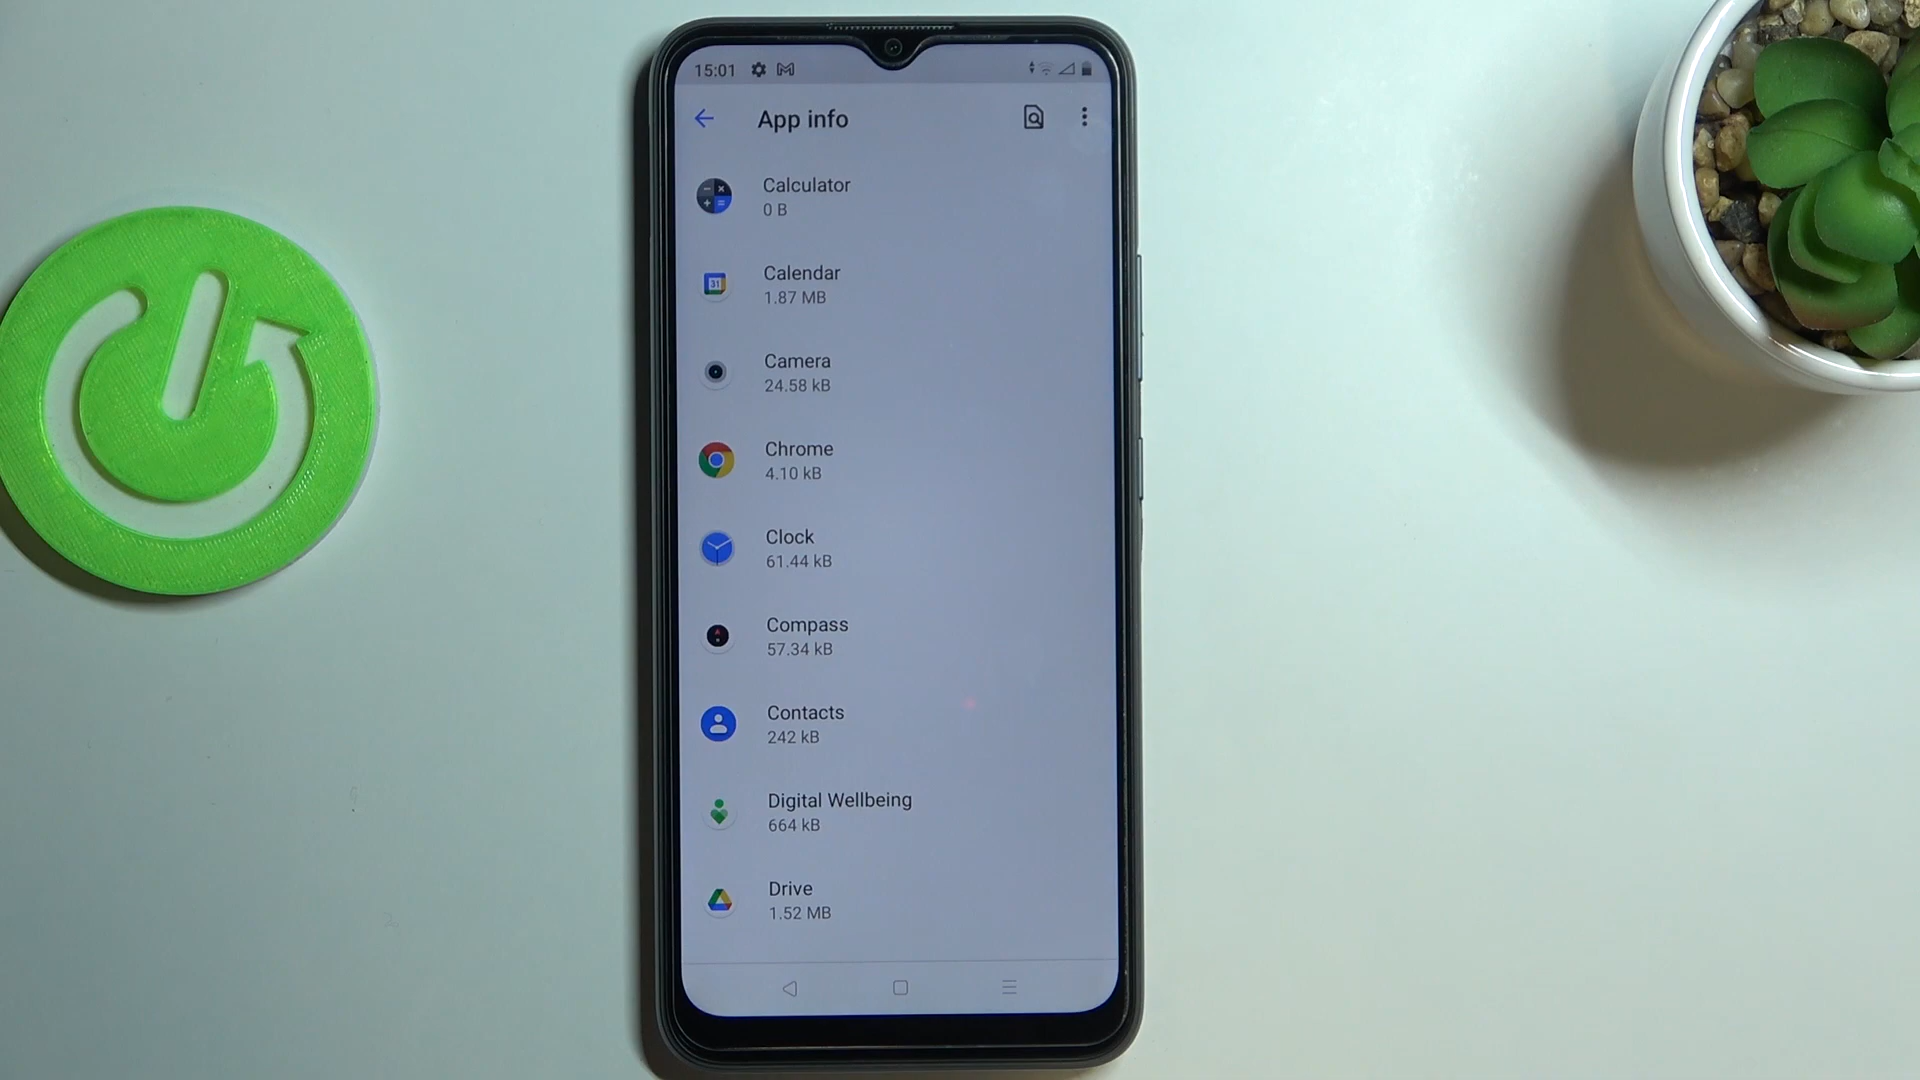 15:01
App info
Calculator
0 B
31
Calendar
1.87 MB
Camera
24.58 kB
Chrome
4.10 kB
Clock
61.44 kB
Compass
57.34 kB
Contacts
242 kB
Digital Wellbeing
664 kB
Drive
1.52 MB